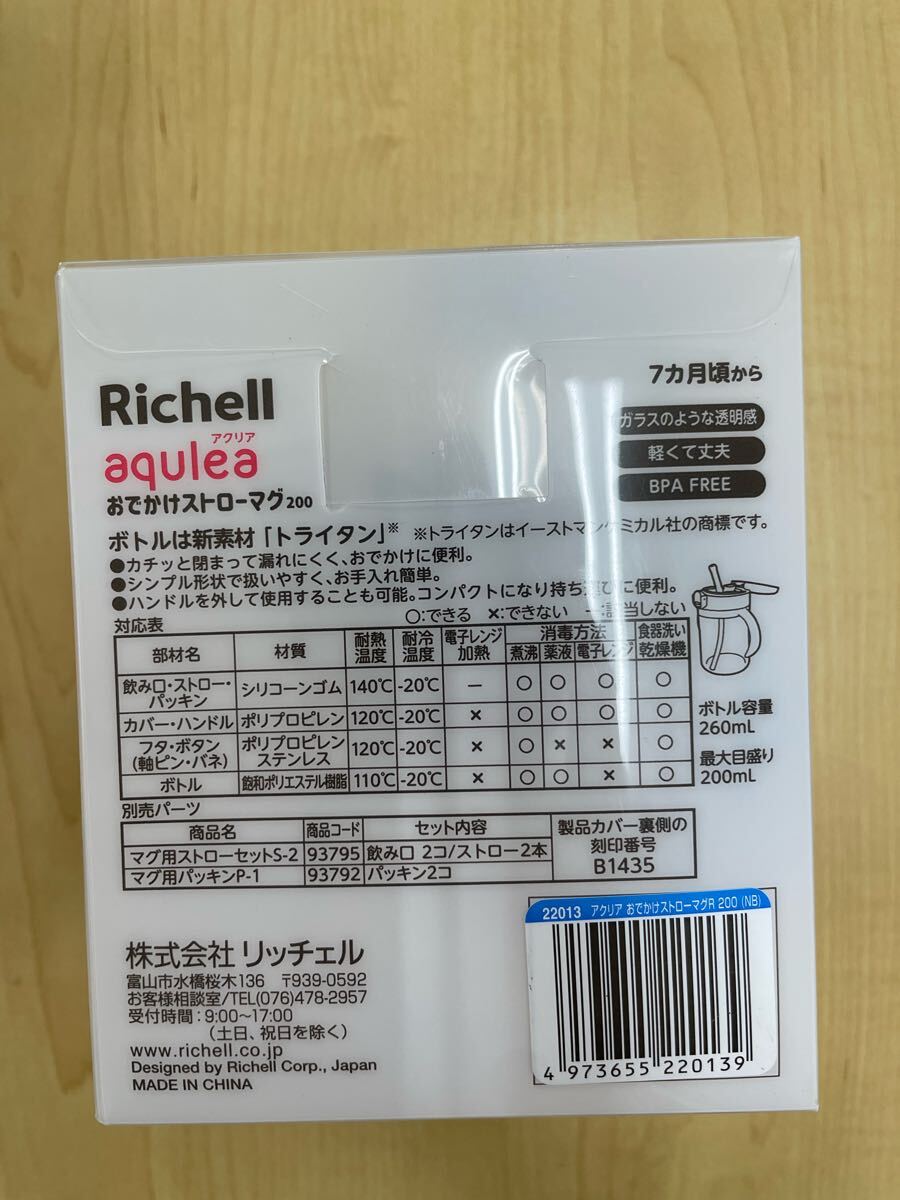 Richell
アクリア
aqulea
おでかけストローマグ200
7カ月頃から
ガラスのような透明感
軽くて丈夫
BPA FREE
ボトルは新素材「トライタン」※ ※トライタンはイーストマンケミカル社の商標です。
●カチッと閉まって漏れにくく、おでかけに便利。
●シンプル形状で扱いやすく、お手入れ簡単。
●ハンドルを外して使用することも可能。コンパクトになり持ち運びに便利。
対応表 ○:できる ×:できない ー:該当しない
部材名 材質 耐熱温度 耐冷温度 電子レンジ加熱 消毒方法 煮沸 薬液 電子レンジ 食器洗い乾燥機
飲み口・ストロー・パッキン シリコーンゴム 140℃ -20℃ ー ○ ○ ○ ○
カバー・ハンドル ポリプロピレン 120℃ -20℃ × ○ ○ ○ ○
フタ・ボタン(軸ピン・バネ) ポリプロピレン ステンレス 120℃ -20℃ × ○ × × ○
ボトル 飽和ポリエステル樹脂 110℃ -20℃ × ○ ○ × ○
ボトル容量
260mL
最大目盛り
200mL
別売パーツ
商品名 商品コード セット内容
マグ用ストローセットS-2 93795 飲み口 2コ/ストロー2本
マグ用パッキンP-1 93792 パッキン2コ
製品カバー裏側の
刻印番号
B1435
株式会社 リッチェル
富山市水橋桜木136 〒939-0592
お客様相談室/TEL(076)478-2957
受付時間:9:00~17:00
(土日、祝日を除く)
www.richell.co.jp
Designed by Richell Corp., Japan
MADE IN CHINA
22013 アクリア おでかけストローマグR 200 (NB)
4 973655 220139